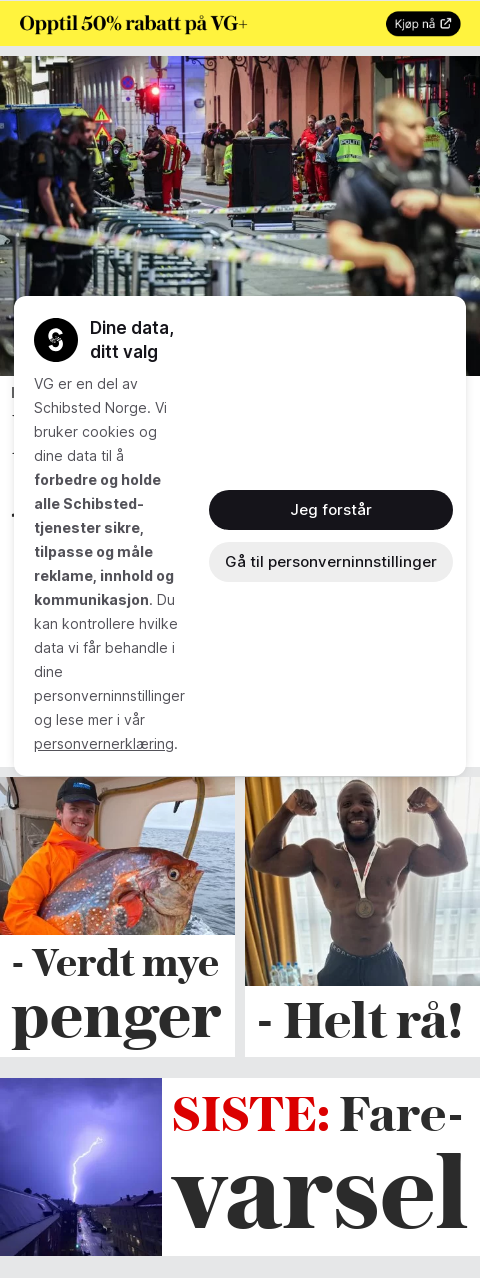 Opptil 50% rabatt på VG+
Kjøp nå
POLITI
Dine data,
ditt valg
VG er en del av
Schibsted Norge. Vi
bruker cookies og
dine data til å
forbedre og holde
alle Schibsted-
tjenester sikre,
tilpasse og måle
reklame, innhold og
kommunikasjon. Du
kan kontrollere hvilke
data vi får behandle i
dine
personverninnstillinger
og lese mer i vår
personvernerklæring.
Jeg forstår
Gå til personverninnstillinger
- Verdt mye
penger
- Helt rå!
SISTE: Fare-
varsel